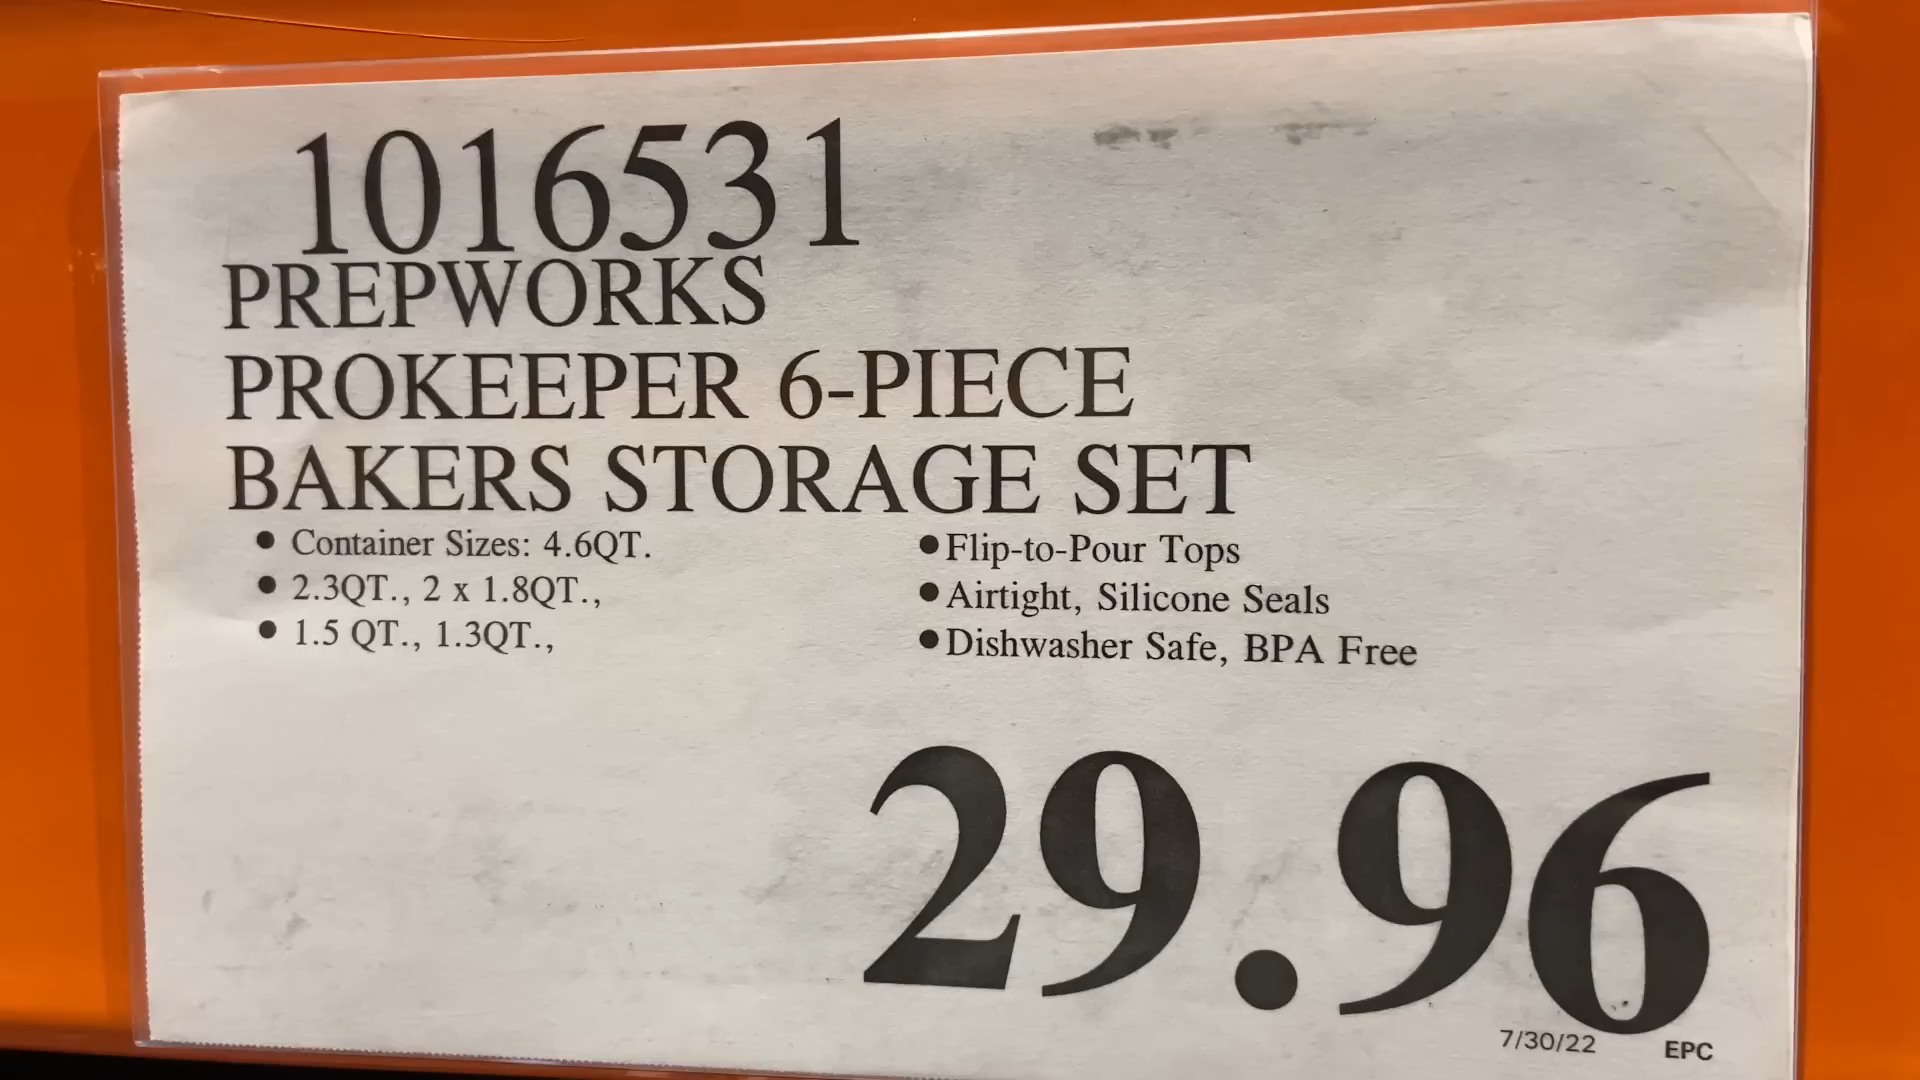 1016531
PREPWORKS
PROKEEPER 6-PIECE
BAKERS STORAGE SET
• Container Sizes: 4.6QT.
• 2.3QT., 2 x 1.8QT.,
• 1.5 QT., 1.3QT.,
•Flip-to-Pour Tops
•Airtight, Silicone Seals
•Dishwasher Safe, BPA Free
29.96
7/30/22 EPC